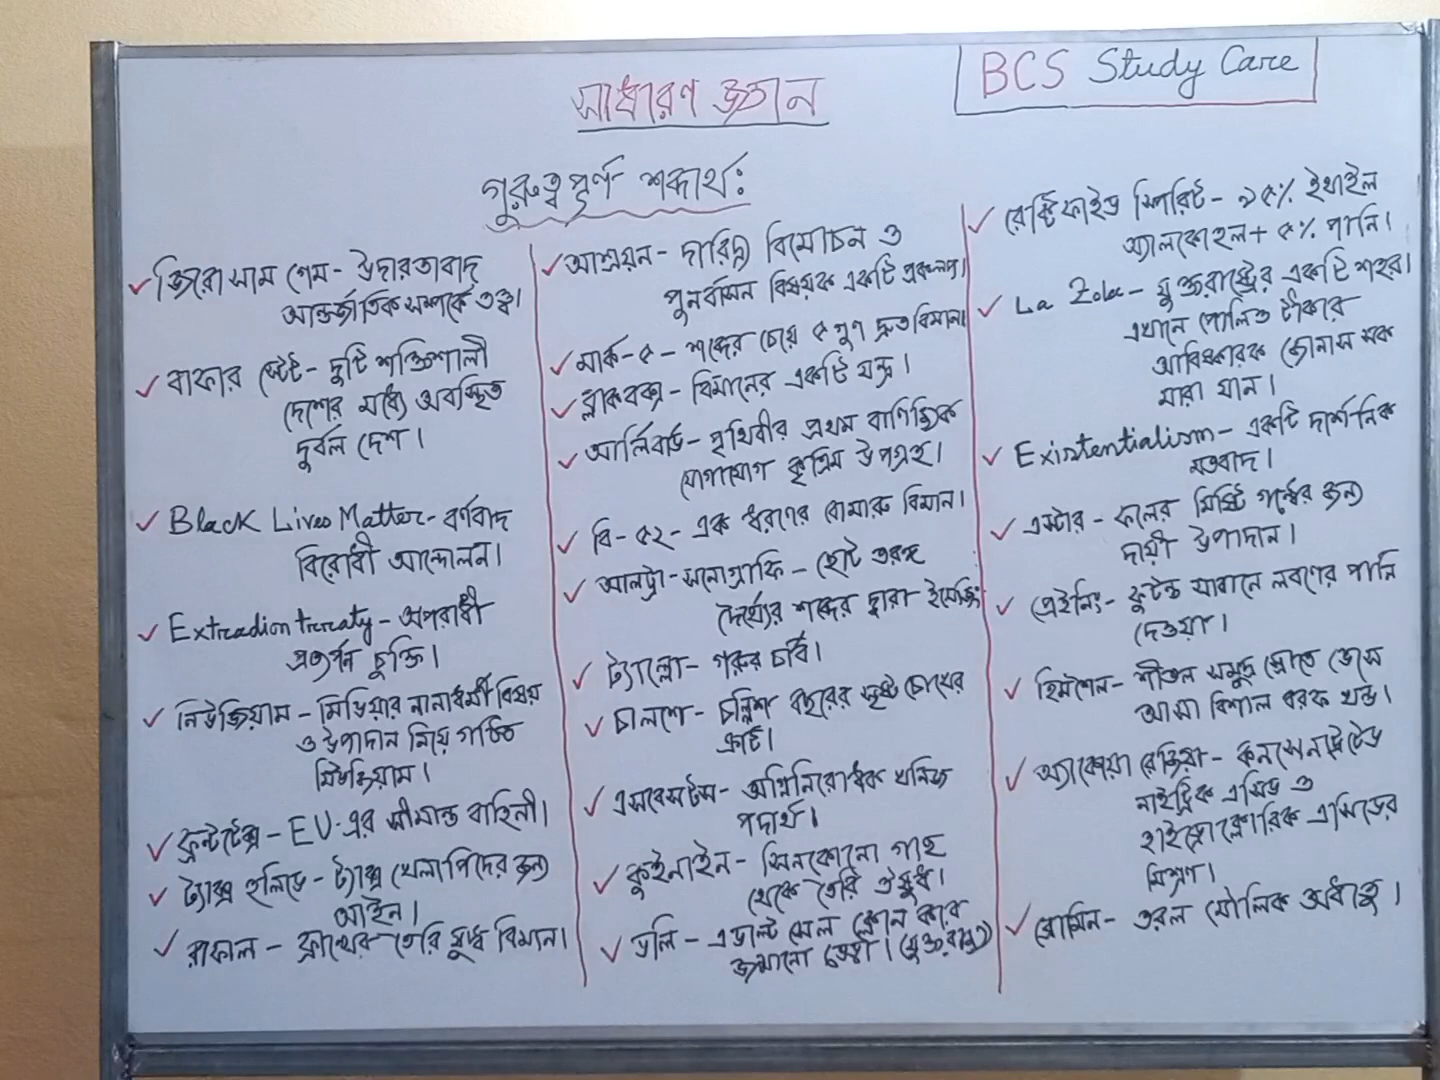 সাধারণ জ্ঞান
BCS Study Care
গুরুত্বপূর্ণ শব্দার্থ:
জিরো সাম গেম - উদারতাবাদ
আন্তর্জাতিক সম্পর্কে তত্ত্ব।
বাফার স্টেট - দুটি শক্তিশালী
দেশের মধ্যে অবস্থিত
দুর্বল দেশ।
Black Lives Matter - বর্ণবাদ
বিরোধী আন্দোলন।
Extradion treaty - অপরাধী
প্রত্যর্পন চুক্তি।
নিউজিয়াম - মিডিয়ার নানাধর্মী বিষয়
ও উপাদান নিয়ে গঠিত
মিউজিয়াম।
ফ্রন্টটেক্স - EU-এর সীমান্ত বাহিনী।
ট্যাক্স হলিডে - ট্যাক্স খেলাপিদের জন্য
আইন।
রাফাল - ফ্রান্সের তৈরি যুদ্ধ বিমান।
আশ্রয়ন - দারিদ্র্য বিমোচন ও
পুনর্বাসন বিষয়ক একটি প্রকল্প।
মার্ক-৫ - শব্দের চেয়ে ৫ গুণ দ্রুত বিমান।
ব্লাকবক্স - বিমানের একটি যন্ত্র।
আর্লিবার্ড - পৃথিবীর প্রথম বাণিজ্যিক
যোগাযোগ কৃত্রিম উপগ্রহ।
বি-৫২ - এক ধরণের বোমারু বিমান।
আলট্রা-সনোগ্রাফি - ছোট তরঙ্গ
দৈর্ঘ্যের শব্দের দ্বারা ইমেজিং
ট্যাল্লো - গরুর চর্বি।
চালশে - চল্লিশ বছরের সৃষ্ট চোখের
ত্রুটি।
এসবেসটস - অগ্নিনিরোধক খনিজ
পদার্থ।
কুইনাইন - সিনকোনা গাছ
থেকে তৈরি ঔষুধ।
ডলি - এডাল্ট সেল ক্লোন করে
জন্মানো ভেড়া। (যুক্তরাজ্য)
রেক্টিফাইড স্পিরিট - ৯৫% ইথাইল
অ্যালকোহল + ৫% পানি।
La Zola - যুক্তরাষ্ট্রের একটি শহর।
এখানে পোলিও টীকার
আবিষ্কারক জোনাস সক
মারা যান।
Existentialism - একটি দার্শনিক
মতবাদ।
এস্টার - ফলের মিষ্টি গন্ধের জন্য
দায়ী উপাদান।
গ্রেইনিং - ফুটন্ত সাবানে লবণের পানি
দেওয়া।
হিমশৈল - শীতল সমুদ্র স্রোতে ভেসে
আসা বিশাল বরফ খন্ড।
অ্যাকোয়া রেজিয়া - কনসেনট্রেটেড
নাইট্রিক এসিড ও
হাইড্রোক্লোরিক এসিডের
মিশ্রণ।
ব্রোমিন - তরল মৌলিক অধাতু।